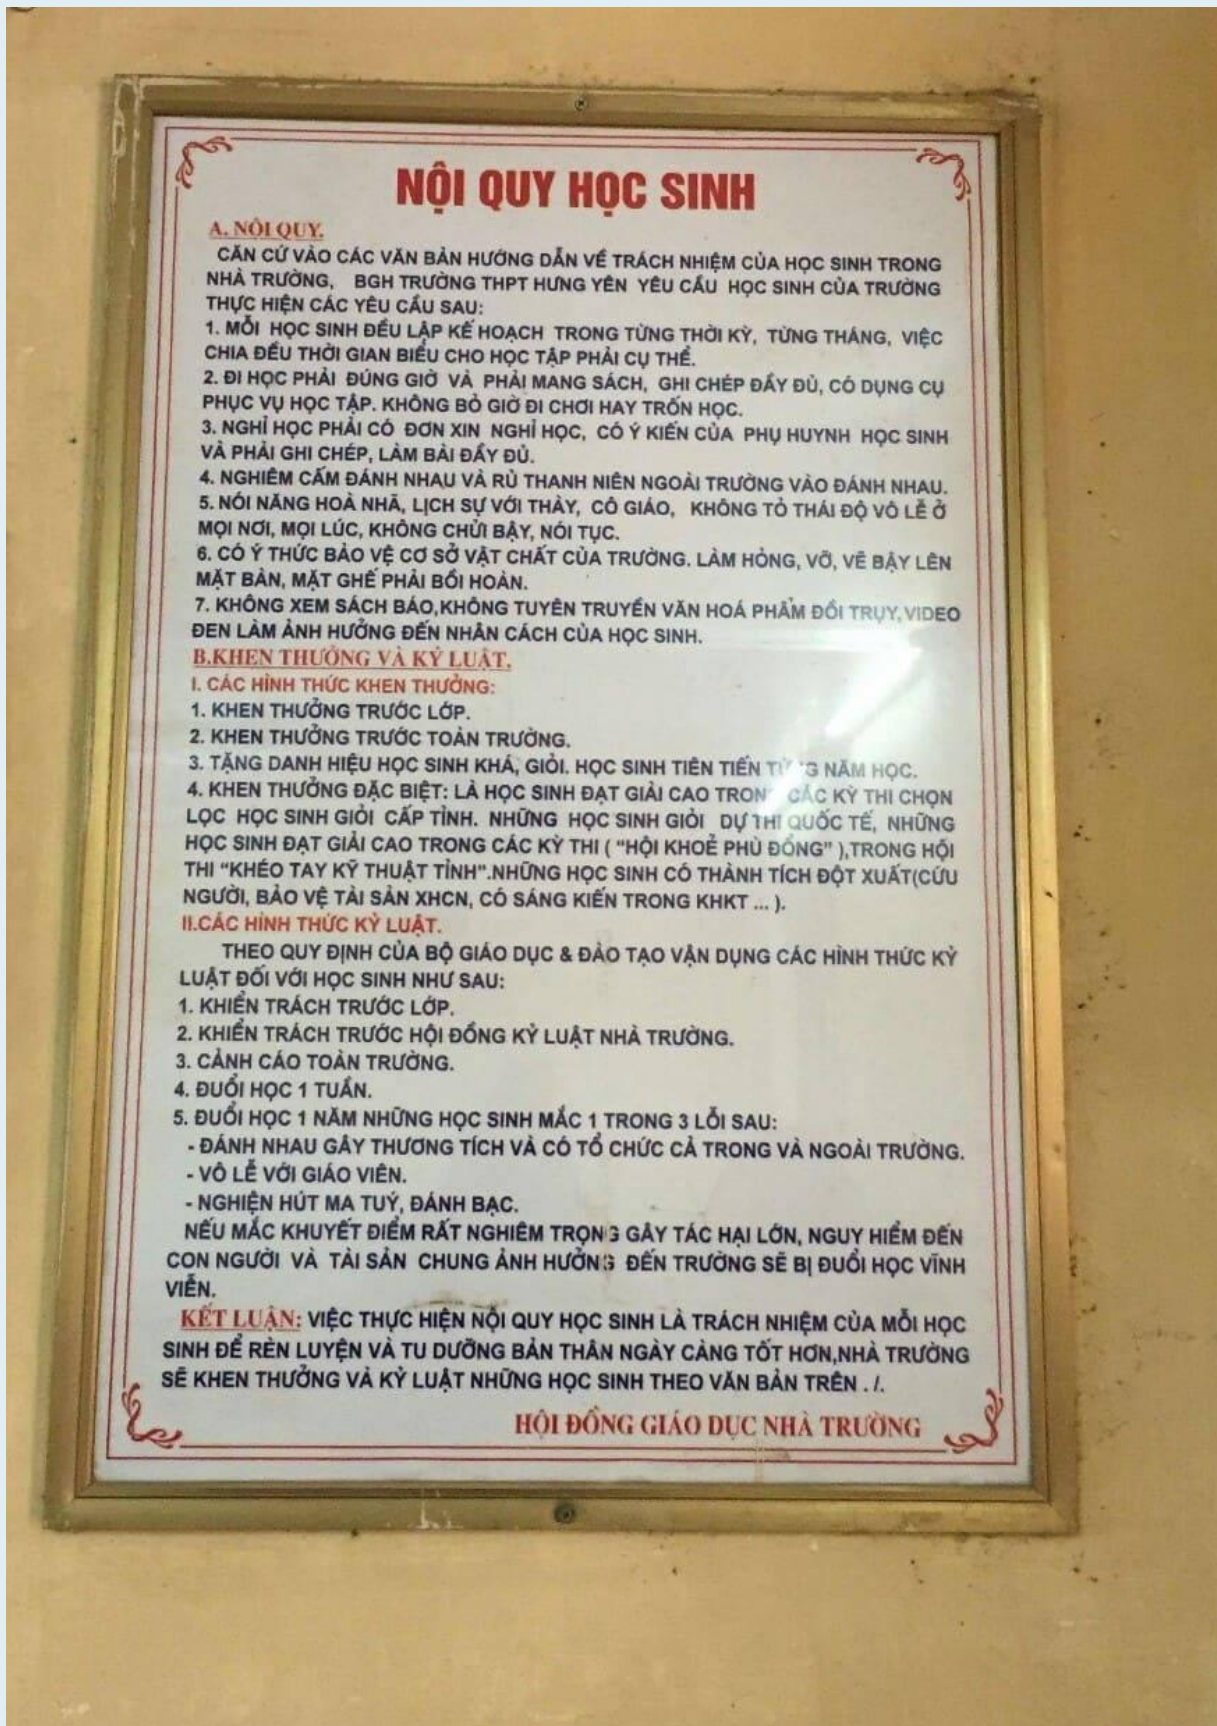 NỘI QUY HỌC SINH
A. NỘI QUY.
CĂN CỨ VÀO CÁC VĂN BẢN HƯỚNG DẪN VỀ TRÁCH NHIỆM CỦA HỌC SINH TRONG
NHÀ TRƯỜNG, BGH TRƯỜNG THPT HƯNG YÊN YÊU CẦU HỌC SINH CỦA TRƯỜNG
THỰC HIỆN CÁC YÊU CẦU SAU:
1. MỖI HỌC SINH ĐỀU LẬP KẾ HOẠCH TRONG TỪNG THỜI KỲ, TỪNG THÁNG, VIỆC
CHIA ĐỀU THỜI GIAN BIỂU CHO HỌC TẬP PHẢI CỤ THỂ.
2. ĐI HỌC PHẢI ĐÚNG GIỜ VÀ PHẢI MANG SÁCH, GHI CHÉP ĐẦY ĐỦ, CÓ DỤNG CỤ
PHỤC VỤ HỌC TẬP. KHÔNG BỎ GIỜ ĐI CHƠI HAY TRỐN HỌC.
3. NGHỈ HỌC PHẢI CÓ ĐƠN XIN NGHỈ HỌC, CÓ Ý KIẾN CỦA PHỤ HUYNH HỌC SINH
VÀ PHẢI GHI CHÉP, LÀM BÀI ĐẦY ĐỦ.
4. NGHIÊM CẤM ĐÁNH NHAU VÀ RỦ THANH NIÊN NGOÀI TRƯỜNG VÀO ĐÁNH NHAU.
5. NÓI NĂNG HOÀ NHÃ, LỊCH SỰ VỚI THẦY, CÔ GIÁO, KHÔNG TỎ THÁI ĐỘ VÔ LỄ Ở
MỌI NƠI, MỌI LÚC, KHÔNG CHỬI BẬY, NÓI TỤC.
6. CÓ Ý THỨC BẢO VỆ CƠ SỞ VẬT CHẤT CỦA TRƯỜNG. LÀM HỎNG, VỠ, VẼ BẬY LÊN
MẶT BÀN, MẶT GHẾ PHẢI BỒI HOÀN.
7. KHÔNG XEM SÁCH BÁO,KHÔNG TUYÊN TRUYỀN VĂN HOÁ PHẨM ĐỒI TRỤY,VIDEO
ĐEN LÀM ẢNH HƯỞNG ĐẾN NHÂN CÁCH CỦA HỌC SINH.
B.KHEN THƯỞNG VÀ KỶ LUẬT.
I. CÁC HÌNH THỨC KHEN THƯỞNG:
1. KHEN THƯỞNG TRƯỚC LỚP.
2. KHEN THƯỞNG TRƯỚC TOÀN TRƯỜNG.
3. TẶNG DANH HIỆU HỌC SINH KHÁ, GIỎI. HỌC SINH TIÊN TIẾN TỪNG NĂM HỌC.
4. KHEN THƯỞNG ĐẶC BIỆT: LÀ HỌC SINH ĐẠT GIẢI CAO TRONG CÁC KỲ THI CHỌN
LỌC HỌC SINH GIỎI CẤP TỈNH. NHỮNG HỌC SINH GIỎI DỰ THI QUỐC TẾ, NHỮNG
HỌC SINH ĐẠT GIẢI CAO TRONG CÁC KỲ THI ( “HỘI KHOẺ PHÙ ĐỔNG” ),TRONG HỘI
THI “KHÉO TAY KỸ THUẬT TỈNH”.NHỮNG HỌC SINH CÓ THÀNH TÍCH ĐỘT XUẤT(CỨU
NGƯỜI, BẢO VỆ TÀI SẢN XHCN, CÓ SÁNG KIẾN TRONG KHKT ... ).
II.CÁC HÌNH THỨC KỶ LUẬT.
THEO QUY ĐỊNH CỦA BỘ GIÁO DỤC & ĐÀO TẠO VẬN DỤNG CÁC HÌNH THỨC KỶ
LUẬT ĐỐI VỚI HỌC SINH NHƯ SAU:
1. KHIỂN TRÁCH TRƯỚC LỚP.
2. KHIỂN TRÁCH TRƯỚC HỘI ĐỒNG KỶ LUẬT NHÀ TRƯỜNG.
3. CẢNH CÁO TOÀN TRƯỜNG.
4. ĐUỔI HỌC 1 TUẦN.
5. ĐUỔI HỌC 1 NĂM NHỮNG HỌC SINH MẮC 1 TRONG 3 LỖI SAU:
- ĐÁNH NHAU GÂY THƯƠNG TÍCH VÀ CÓ TỔ CHỨC CẢ TRONG VÀ NGOÀI TRƯỜNG.
- VÔ LỄ VỚI GIÁO VIÊN.
- NGHIỆN HÚT MA TUÝ, ĐÁNH BẠC.
NẾU MẮC KHUYẾT ĐIỂM RẤT NGHIÊM TRỌNG GÂY TÁC HẠI LỚN, NGUY HIỂM ĐẾN
CON NGƯỜI VÀ TÀI SẢN CHUNG ẢNH HƯỞNG ĐẾN TRƯỜNG SẼ BỊ ĐUỔI HỌC VĨNH
VIỄN.
KẾT LUẬN: VIỆC THỰC HIỆN NỘI QUY HỌC SINH LÀ TRÁCH NHIỆM CỦA MỖI HỌC
SINH ĐỂ RÈN LUYỆN VÀ TU DƯỠNG BẢN THÂN NGÀY CÀNG TỐT HƠN,NHÀ TRƯỜNG
SẼ KHEN THƯỞNG VÀ KỶ LUẬT NHỮNG HỌC SINH THEO VĂN BẢN TRÊN . /.
HỘI ĐỒNG GIÁO DỤC NHÀ TRƯỜNG